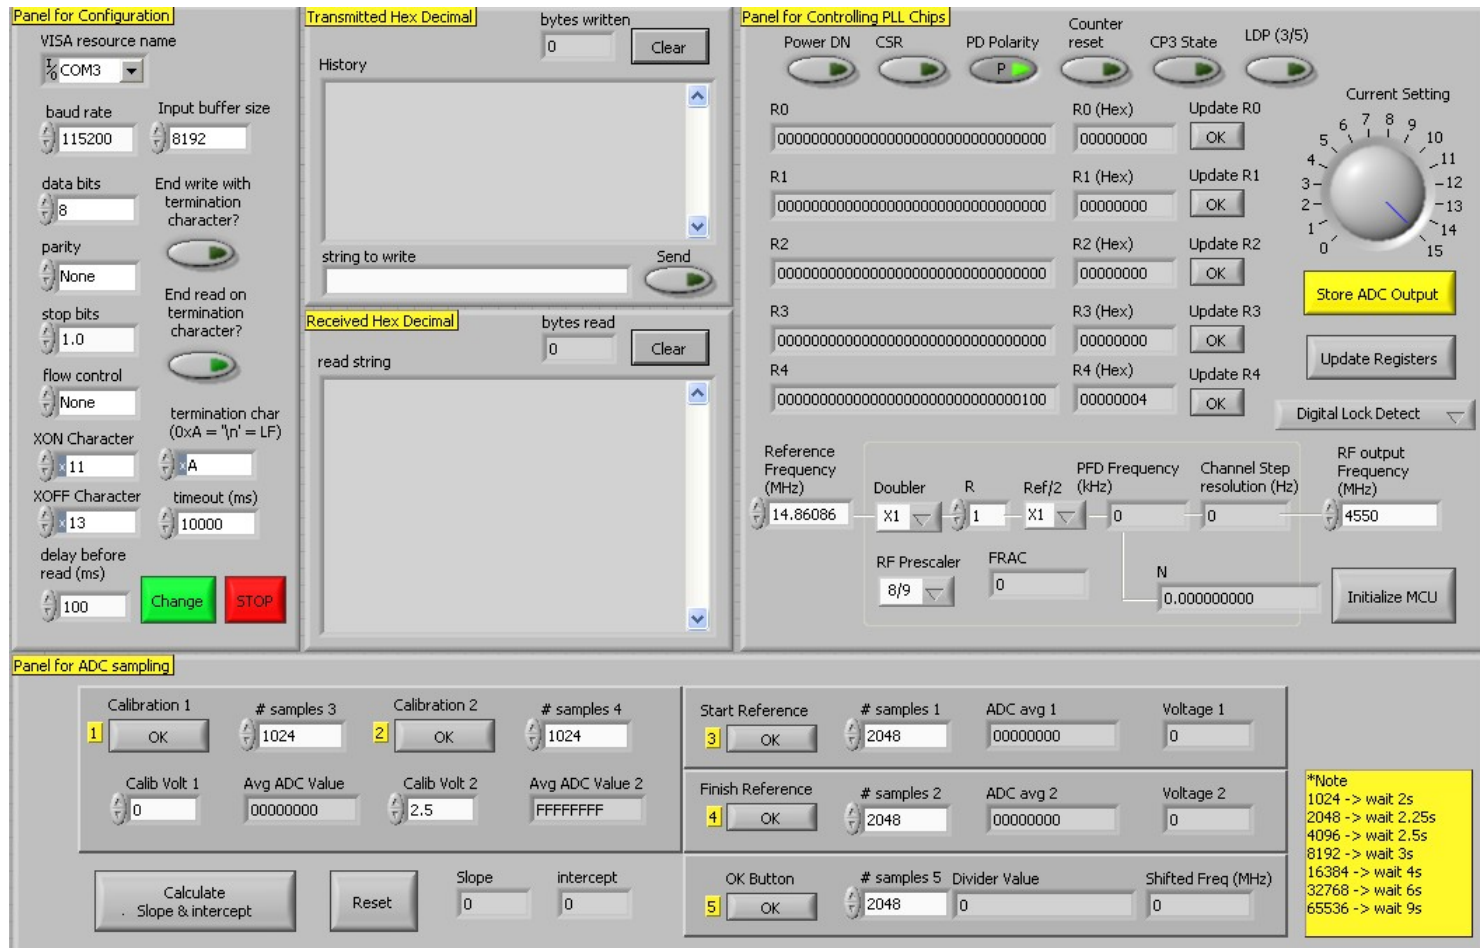 Panel for Configuration
VISA resource name
I/O COM3
baud rate
115200
Input buffer size
8192
data bits
8
End write with
termination
character?
parity
None
stop bits
1.0
End read on
termination
character?
flow control
None
termination char
(0xA = '\n' = LF)
x A
XON Character
x 11
XOFF Character
x 13
timeout (ms)
10000
delay before
read (ms)
100
Change
STOP
Transmitted Hex Decimal
bytes written
0
Clear
History
string to write
Send
Received Hex Decimal
bytes read
0
Clear
read string
Panel for Controlling PLL Chips
Power DN
CSR
PD Polarity
P
Counter
reset
CP3 State
LDP (3/5)
R0
00000000000000000000000000000000
R0 (Hex)
00000000
Update R0
OK
R1
00000000000000000000000000000000
R1 (Hex)
00000000
Update R1
OK
R2
00000000000000000000000000000000
R2 (Hex)
00000000
Update R2
OK
R3
00000000000000000000000000000000
R3 (Hex)
00000000
Update R3
OK
R4
00000000000000000000000000000100
R4 (Hex)
00000004
Update R4
OK
Current Setting
0
1
2
3
4
5
6
7
8
9
10
11
12
13
14
15
Store ADC Output
Update Registers
Digital Lock Detect
Reference
Frequency
(MHz)
14.86086
Doubler
X1
R
1
Ref/2
X1
PFD Frequency
(kHz)
0
Channel Step
resolution (Hz)
0
RF output
Frequency
(MHz)
4550
RF Prescaler
8/9
FRAC
0
N
0.000000000
Initialize MCU
Panel for ADC sampling
Calibration 1
1
OK
# samples 3
1024
Calibration 2
2
OK
# samples 4
1024
Calib Volt 1
0
Avg ADC Value
00000000
Calib Volt 2
2.5
Avg ADC Value 2
FFFFFFFF
Calculate
. Slope & intercept
Reset
Slope
0
intercept
0
Start Reference
3
OK
# samples 1
2048
ADC avg 1
00000000
Voltage 1
0
Finish Reference
4
OK
# samples 2
2048
ADC avg 2
00000000
Voltage 2
0
OK Button
5
OK
# samples 5
2048
Divider Value
0
Shifted Freq (MHz)
0
*Note
1024 -> wait 2s
2048 -> wait 2.25s
4096 -> wait 2.5s
8192 -> wait 3s
16384 -> wait 4s
32768 -> wait 6s
65536 -> wait 9s